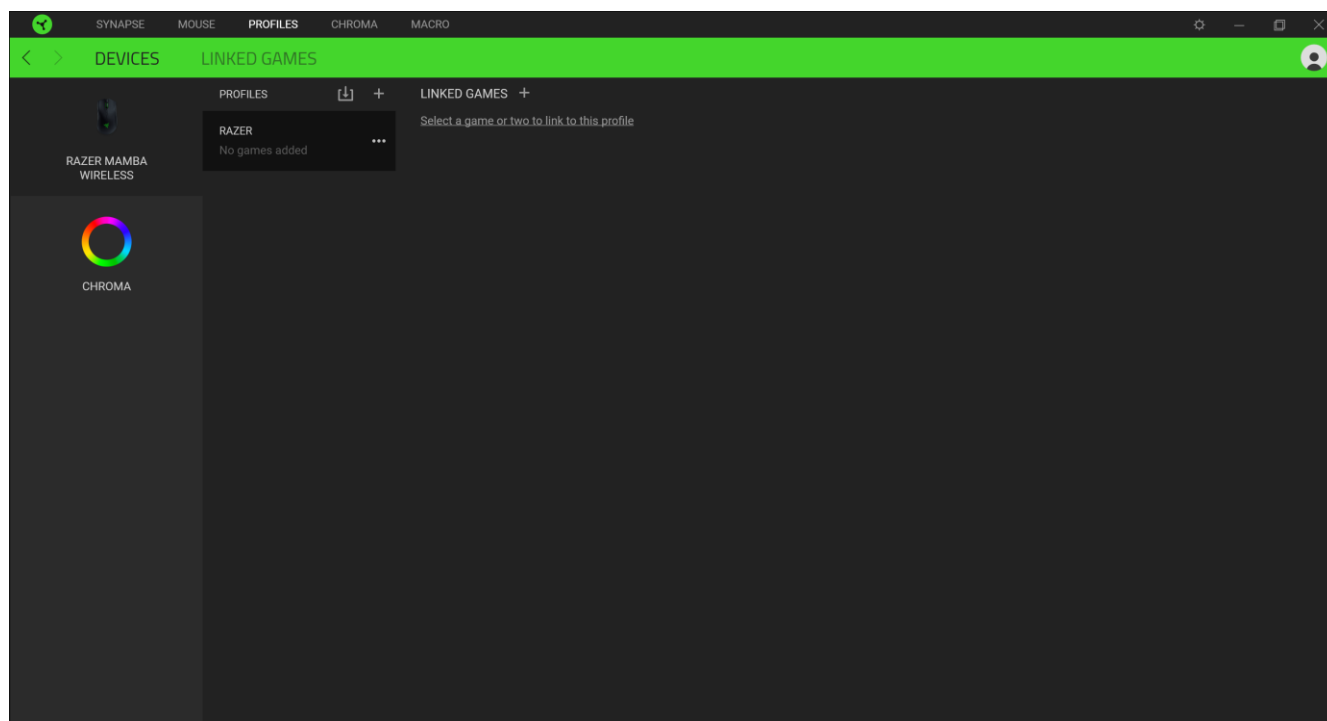 SYNAPSE MOUSE PROFILES CHROMA MACRO
DEVICES LINKED GAMES
RAZER MAMBA
WIRELESS
CHROMA
PROFILES
RAZER
No games added
LINKED GAMES
Select a game or two to link to this profile